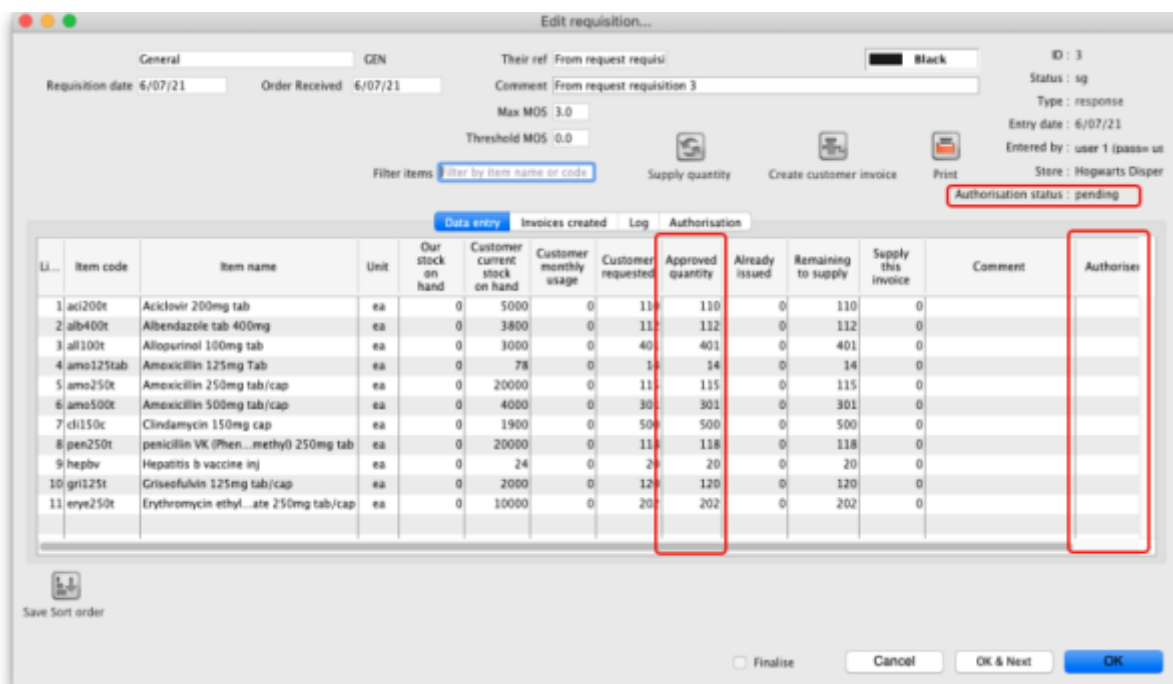 Edit requisition...
General GEN Their ref From request requisi Black ID : 3
Requisition date 6/07/21 Order Received 6/07/21 Comment From request requisition 3 Status : sg
Max MOS 3.0 Type : response
Threshold MOS 0.0 Entry date : 6/07/21
Filter items Filter by item name or code Supply quantity Create customer invoice Print Entered by : user 1 (pass= us
Store : Hogwarts Disper
Authorisation status : pending
Data entry Invoices created Log Authorisation
Li... Item code Item name Unit Our stock on hand Customer current stock on hand Customer monthly usage Customer requested Approved quantity Already issued Remaining to supply Supply this invoice Comment Authoriser
1 aci200t Aciclovir 200mg tab ea 0 5000 0 110 110 0 110 0
2 alb400t Albendazole tab 400mg ea 0 3800 0 112 112 0 112 0
3 all100t Allopurinol 100mg tab ea 0 3000 0 401 401 0 401 0
4 amo125tab Amoxicillin 125mg Tab ea 0 78 0 14 14 0 14 0
5 amo250t Amoxicillin 250mg tab/cap ea 0 20000 0 115 115 0 115 0
6 amo500t Amoxicillin 500mg tab/cap ea 0 4000 0 301 301 0 301 0
7 cli150c Clindamycin 150mg cap ea 0 1900 0 500 500 0 500 0
8 pen250t penicillin VK (Phen...methyl) 250mg tab ea 0 20000 0 118 118 0 118 0
9 hepbv Hepatitis b vaccine inj ea 0 24 0 20 20 0 20 0
10 gri125t Griseofulvin 125mg tab/cap ea 0 2000 0 120 120 0 120 0
11 erye250t Erythromycin ethyl...ate 250mg tab/cap ea 0 10000 0 202 202 0 202 0
Save Sort order
Finalise Cancel OK & Next OK